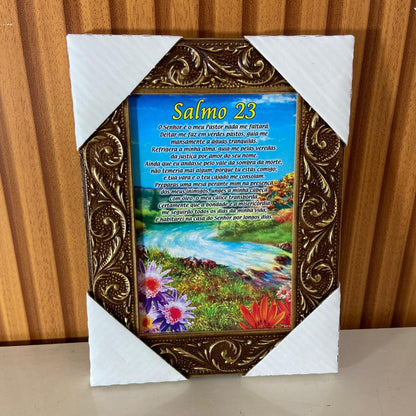 Salmo 23
O Senhor é o meu Pastor nada me faltará.
Deitar me faz em verdes pastos, guia-me
mansamente a águas tranquilas.
Refrigera a minha alma, guia-me pelas veredas
da justiça por amor do seu nome.
Ainda que eu andasse pelo vale da sombra da morte,
não temeria mal algum, porque tu estás comigo;
a tua vara e o teu cajado me consolam.
Preparas uma mesa perante mim na presença
dos meus inimigos, unges a minha cabeça
com óleo, o meu cálice transborda.
Certamente que a bondade e a misericórdia
me seguirão todos os dias da minha vida;
e habitarei na casa do Senhor por longos dias.